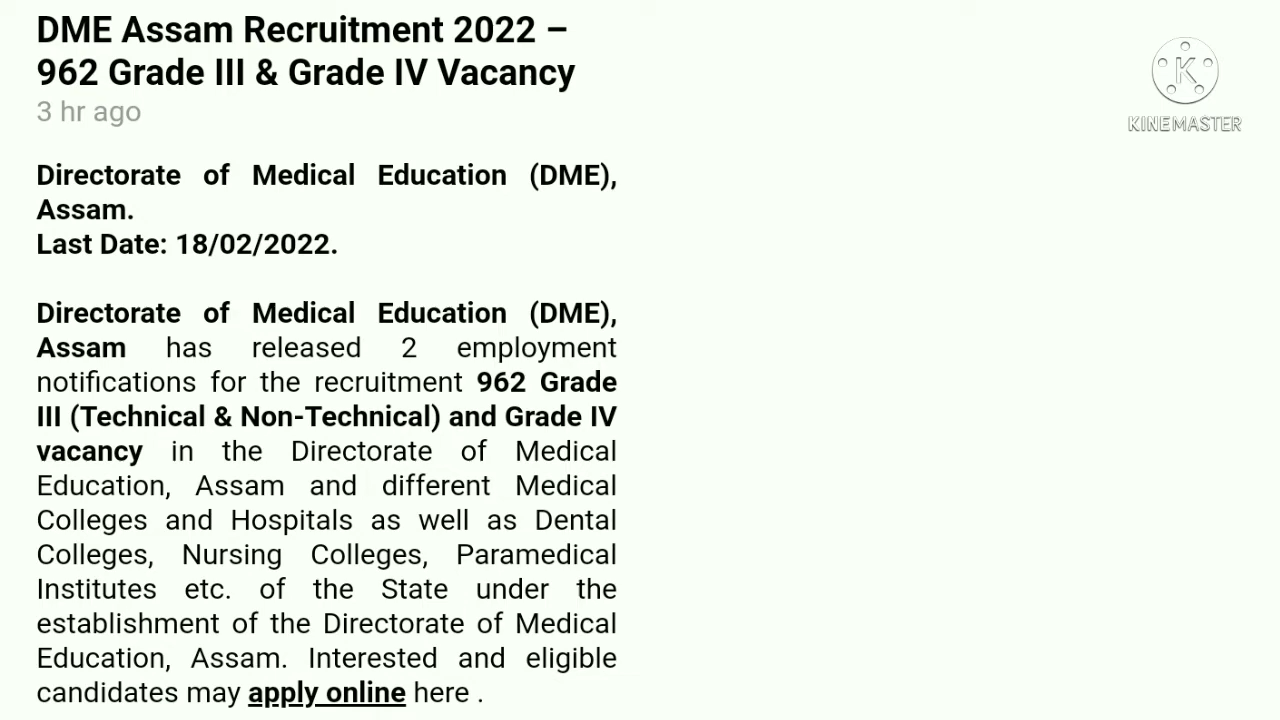 DME Assam Recruitment 2022 –
962 Grade III & Grade IV Vacancy
3 hr ago
K
KINEMASTER
Directorate of Medical Education (DME),
Assam.
Last Date: 18/02/2022.
Directorate of Medical Education (DME),
Assam has released 2 employment
notifications for the recruitment 962 Grade
III (Technical & Non-Technical) and Grade IV
vacancy in the Directorate of Medical
Education, Assam and different Medical
Colleges and Hospitals as well as Dental
Colleges, Nursing Colleges, Paramedical
Institutes etc. of the State under the
establishment of the Directorate of Medical
Education, Assam. Interested and eligible
candidates may apply online here .